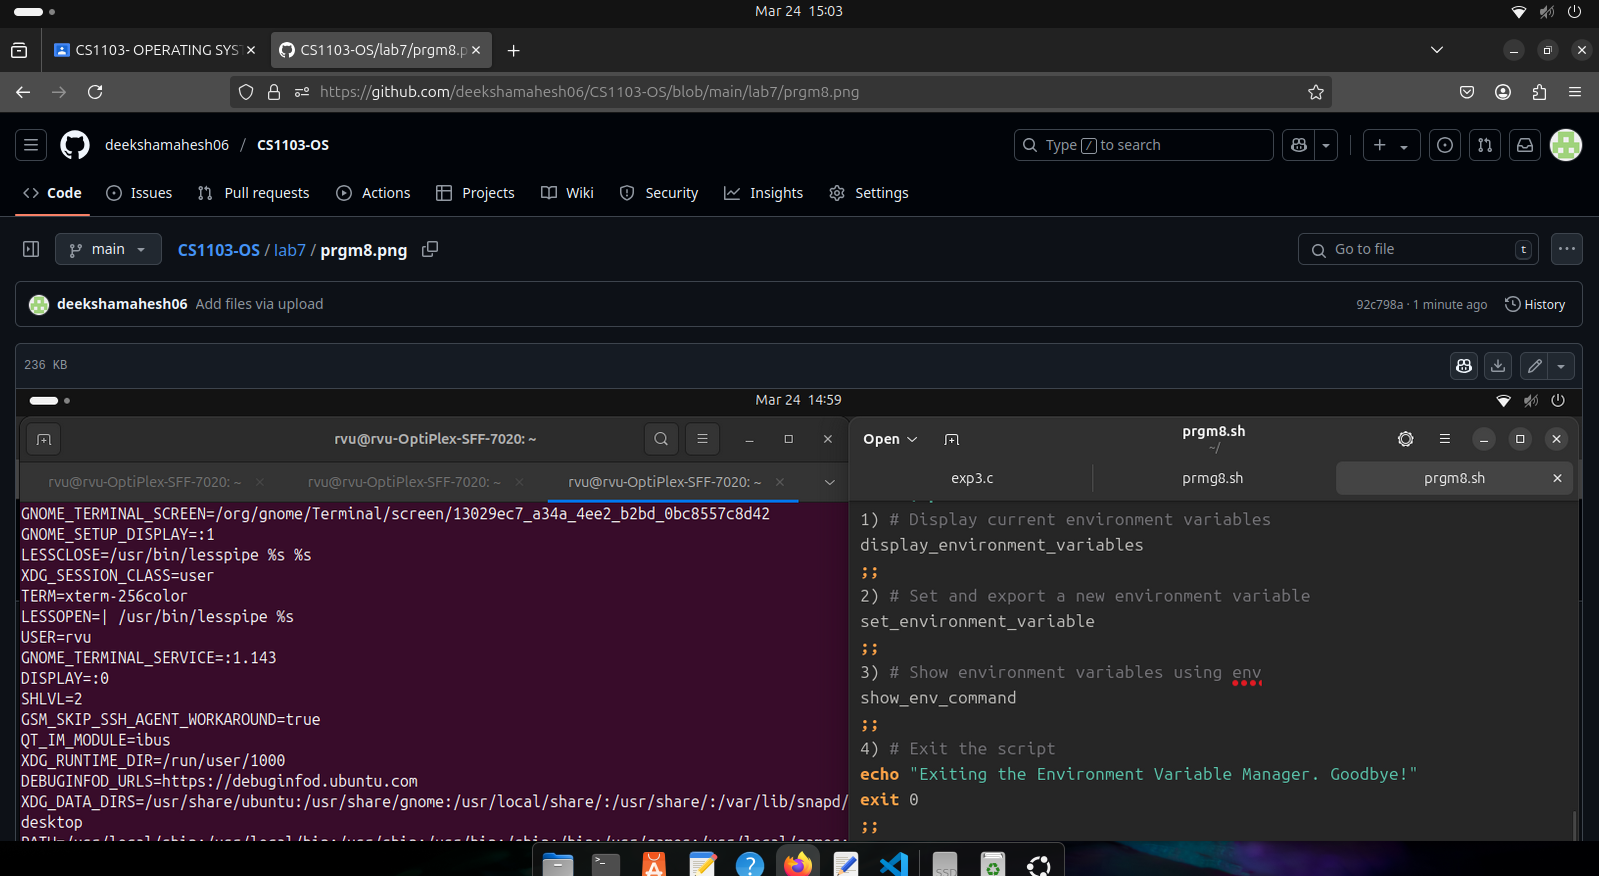 Mar 24 15:03
CS1103- OPERATING SYST
CS1103-OS/lab7/prgm8.p
https://github.com/deekshamahesh06/CS1103-OS/blob/main/lab7/prgm8.png
deekshamahesh06 / CS1103-OS
Type / to search
Code Issues Pull requests Actions Projects Wiki Security Insights Settings
main
CS1103-OS / lab7 / prgm8.png
Go to file t
deekshamahesh06 Add files via upload
92c798a · 1 minute ago History
236 KB
Mar 24 14:59
rvu@rvu-OptiPlex-SFF-7020: ~
rvu@rvu-OptiPlex-SFF-7020: ~ rvu@rvu-OptiPlex-SFF-7020: ~ rvu@rvu-OptiPlex-SFF-7020: ~
GNOME_TERMINAL_SCREEN=/org/gnome/Terminal/screen/13029ec7_a34a_4ee2_b2bd_0bc8557c8d42
GNOME_SETUP_DISPLAY=:1
LESSCLOSE=/usr/bin/lesspipe %s %s
XDG_SESSION_CLASS=user
TERM=xterm-256color
LESSOPEN=| /usr/bin/lesspipe %s
USER=rvu
GNOME_TERMINAL_SERVICE=:1.143
DISPLAY=:0
SHLVL=2
GSM_SKIP_SSH_AGENT_WORKAROUND=true
QT_IM_MODULE=ibus
XDG_RUNTIME_DIR=/run/user/1000
DEBUGINFOD_URLS=https://debuginfod.ubuntu.com
XDG_DATA_DIRS=/usr/share/ubuntu:/usr/share/gnome:/usr/local/share/:/usr/share/:/var/lib/snapd/
desktop
Open
prgm8.sh
~/
exp3.c prmg8.sh prgm8.sh
1) # Display current environment variables
display_environment_variables
;;
2) # Set and export a new environment variable
set_environment_variable
;;
3) # Show environment variables using env
show_env_command
;;
4) # Exit the script
echo "Exiting the Environment Variable Manager. Goodbye!"
exit 0
;;